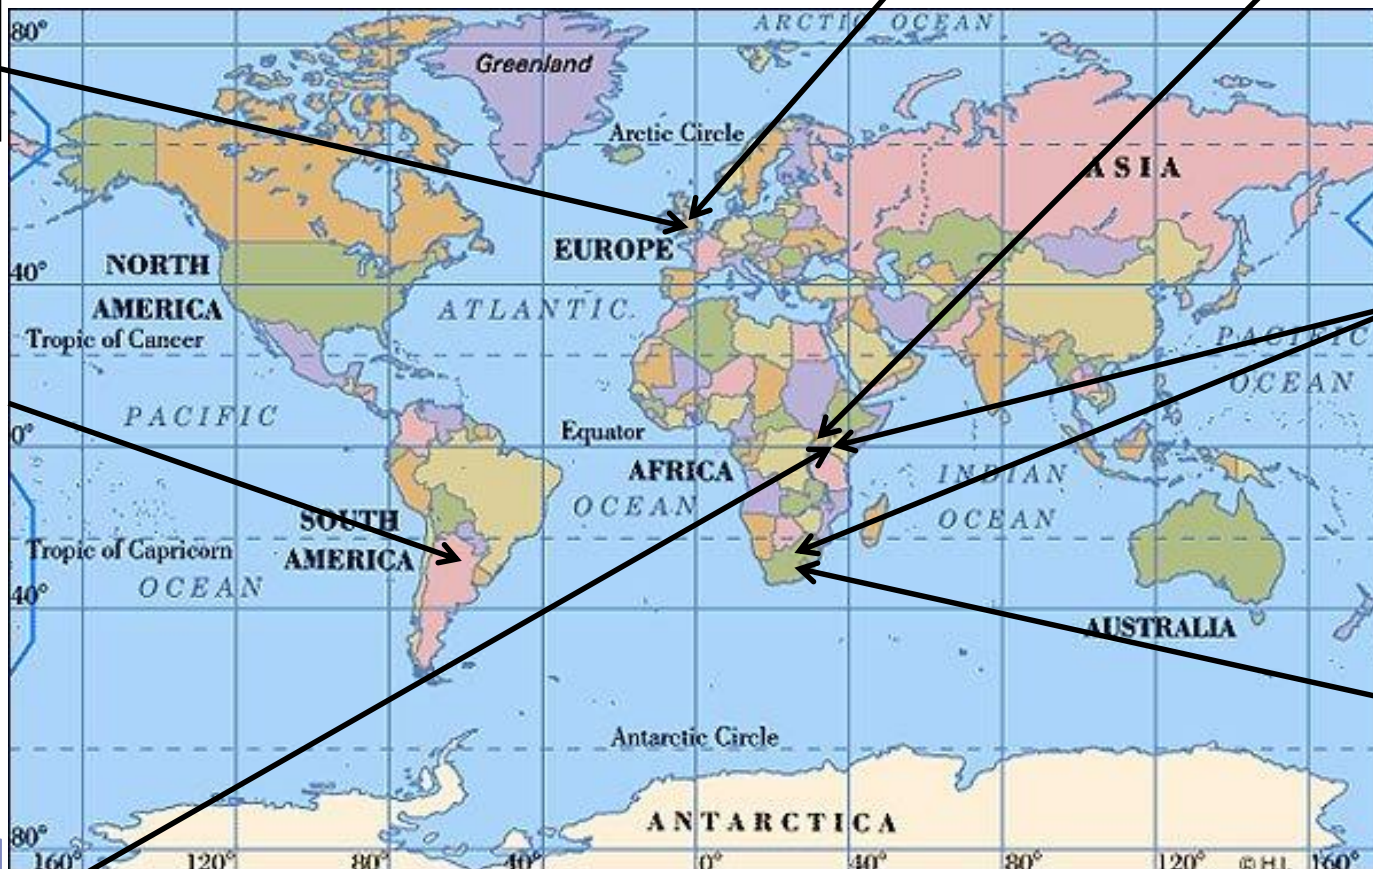 ARCTIC OCEAN
80°
Greenland
Arctic Circle
ASIA
EUROPE
NORTH
AMERICA
40°
ATLANTIC
Tropic of Cancer
PACIFIC
OCEAN
PACIFIC
0°
Equator
AFRICA
INDIAN
OCEAN
OCEAN
SOUTH
AMERICA
Tropic of Capricorn
OCEAN
40°
AUSTRALIA
Antarctic Circle
ANTARCTICA
80°
160° 120° 80° 40° 0° 40° 80° 120° © H.I. 160°